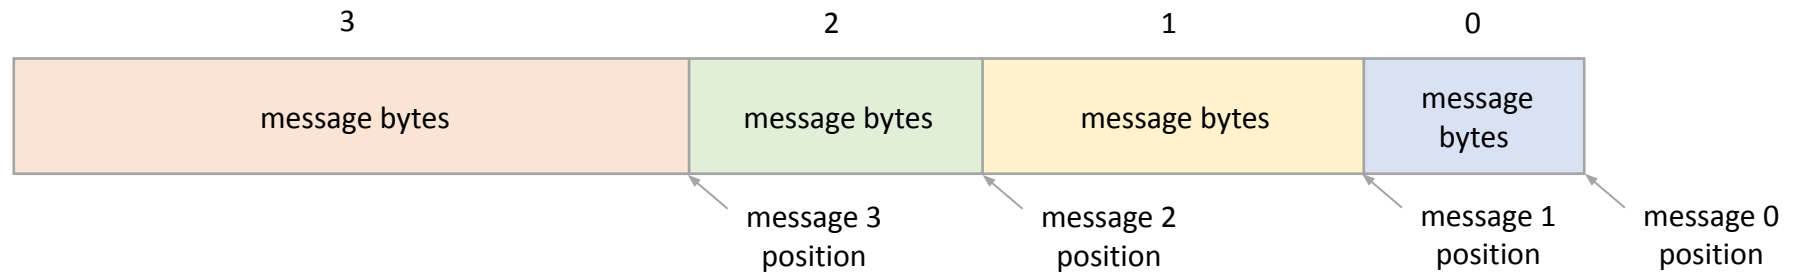 3 2 1 0
message bytes
message bytes
message bytes
message
bytes
message 3
position
message 2
position
message 1
position
message 0
position